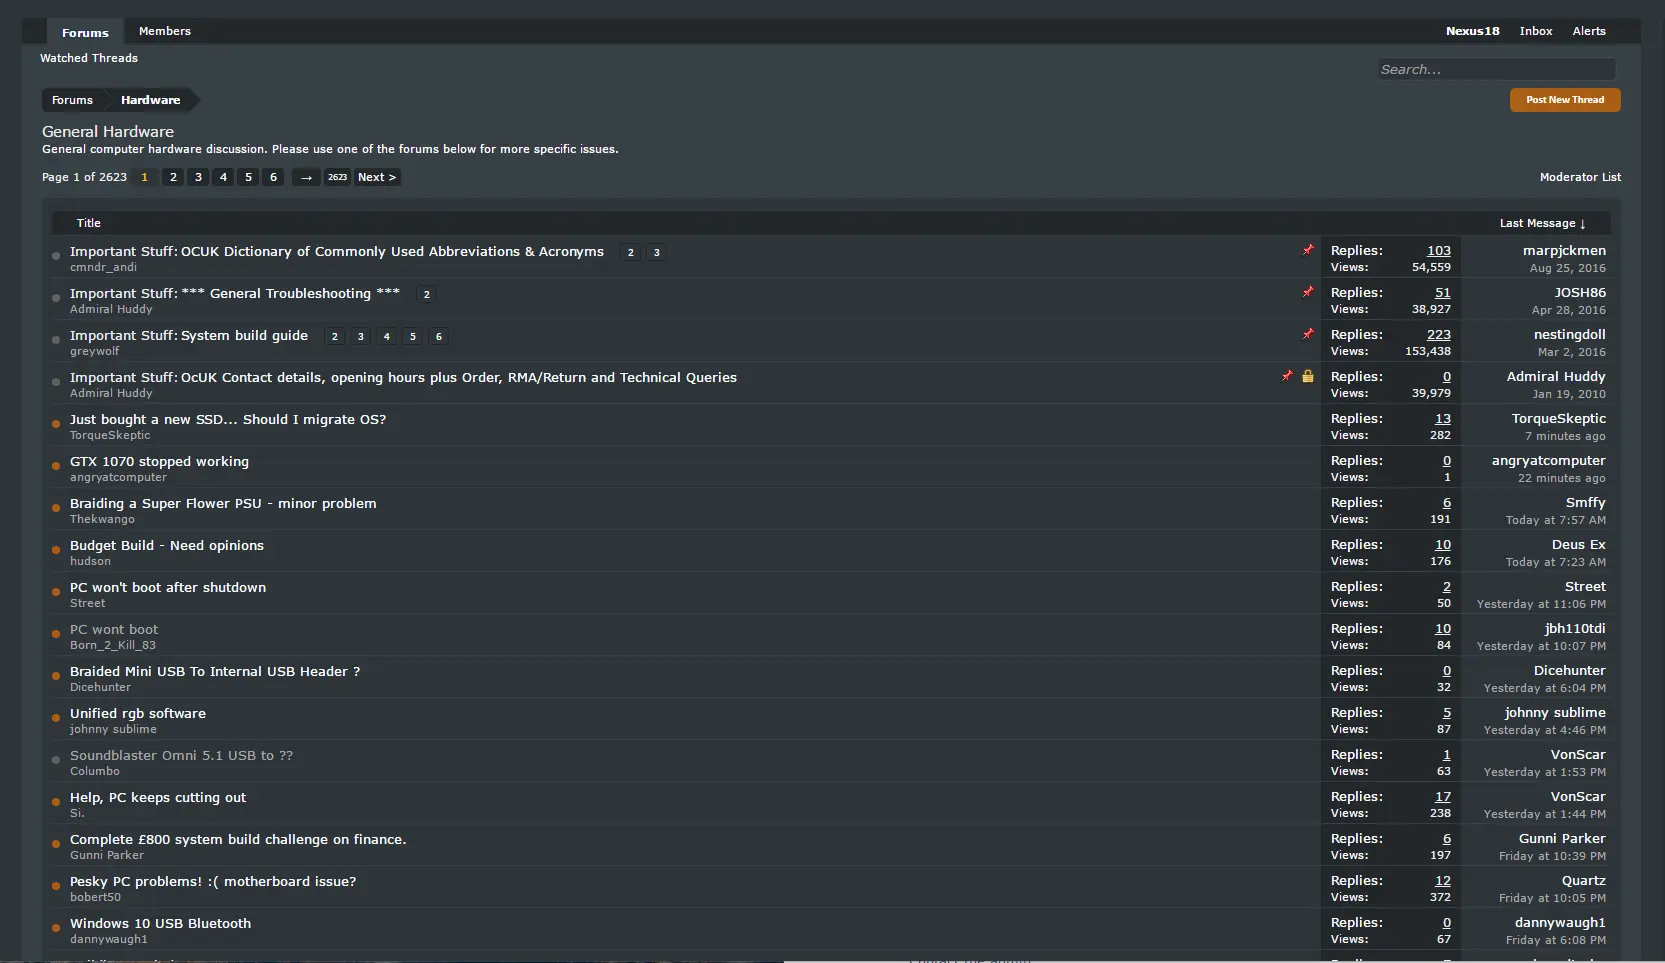 Forums Members Nexus18 Inbox Alerts
Watched Threads
Search...
Forums Hardware Post New Thread
General Hardware
General computer hardware discussion. Please use one of the forums below for more specific issues.
Page 1 of 2623 1 2 3 4 5 6 → 2623 Next > Moderator List
Title Last Message ↓
Important Stuff: OCUK Dictionary of Commonly Used Abbreviations & Acronyms 2 3 Replies: 103 marpjckmen
cmndr_andi Views: 54,559 Aug 25, 2016
Important Stuff: *** General Troubleshooting *** 2 Replies: 51 JOSH86
Admiral Huddy Views: 38,927 Apr 28, 2016
Important Stuff: System build guide 2 3 4 5 6 Replies: 223 nestingdoll
greywolf Views: 153,438 Mar 2, 2016
Important Stuff: OcUK Contact details, opening hours plus Order, RMA/Return and Technical Queries Replies: 0 Admiral Huddy
Admiral Huddy Views: 39,979 Jan 19, 2010
Just bought a new SSD... Should I migrate OS? Replies: 13 TorqueSkeptic
TorqueSkeptic Views: 282 7 minutes ago
GTX 1070 stopped working Replies: 0 angryatcomputer
angryatcomputer Views: 1 22 minutes ago
Braiding a Super Flower PSU - minor problem Replies: 6 Smffy
Thekwango Views: 191 Today at 7:57 AM
Budget Build - Need opinions Replies: 10 Deus Ex
hudson Views: 176 Today at 7:23 AM
PC won't boot after shutdown Replies: 2 Street
Street Views: 50 Yesterday at 11:06 PM
PC wont boot Replies: 10 jbh110tdi
Born_2_Kill_83 Views: 84 Yesterday at 10:07 PM
Braided Mini USB To Internal USB Header ? Replies: 0 Dicehunter
Dicehunter Views: 32 Yesterday at 6:04 PM
Unified rgb software Replies: 5 johnny sublime
johnny sublime Views: 87 Yesterday at 4:46 PM
Soundblaster Omni 5.1 USB to ?? Replies: 1 VonScar
Columbo Views: 63 Yesterday at 1:53 PM
Help, PC keeps cutting out Replies: 17 VonScar
Si. Views: 238 Yesterday at 1:44 PM
Complete £800 system build challenge on finance. Replies: 6 Gunni Parker
Gunni Parker Views: 197 Friday at 10:39 PM
Pesky PC problems! :( motherboard issue? Replies: 12 Quartz
bobert50 Views: 372 Friday at 10:05 PM
Windows 10 USB Bluetooth Replies: 0 dannywaugh1
dannywaugh1 Views: 67 Friday at 6:08 PM